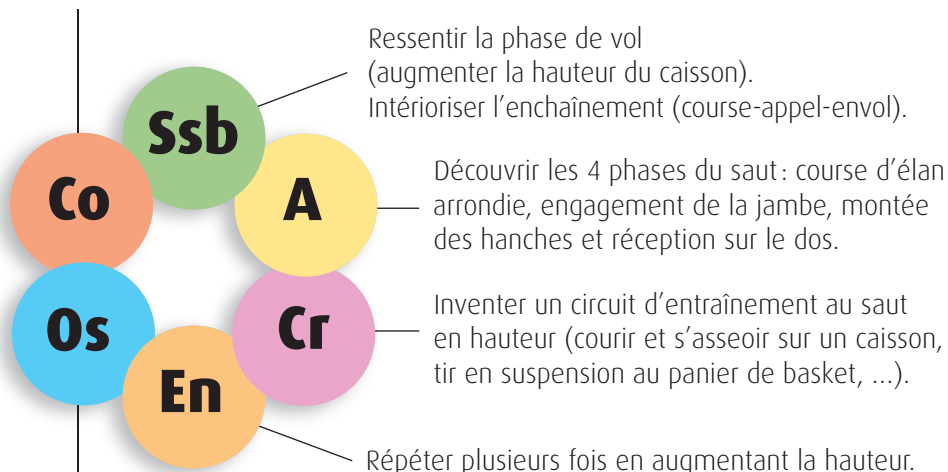 Ressentir la phase de vol
(augmenter la hauteur du caisson).
Intérioriser l’enchaînement (course-appel-envol).
Ssb
Co
A
Découvrir les 4 phases du saut : course d’élan
arrondie, engagement de la jambe, montée
des hanches et réception sur le dos.
Os
Cr
Inventer un circuit d’entraînement au saut
en hauteur (courir et s’asseoir sur un caisson,
tir en suspension au panier de basket, ...).
En
Répéter plusieurs fois en augmentant la hauteur.